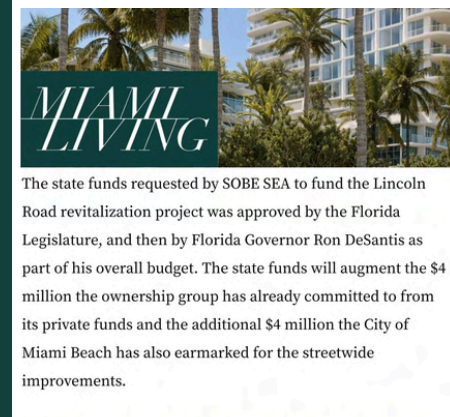 MIAMI
LIVING
The state funds requested by SOBE SEA to fund the Lincoln
Road revitalization project was approved by the Florida
Legislature, and then by Florida Governor Ron DeSantis as
part of his overall budget. The state funds will augment the $4
million the ownership group has already committed to from
its private funds and the additional $4 million the City of
Miami Beach has also earmarked for the streetwide
improvements.